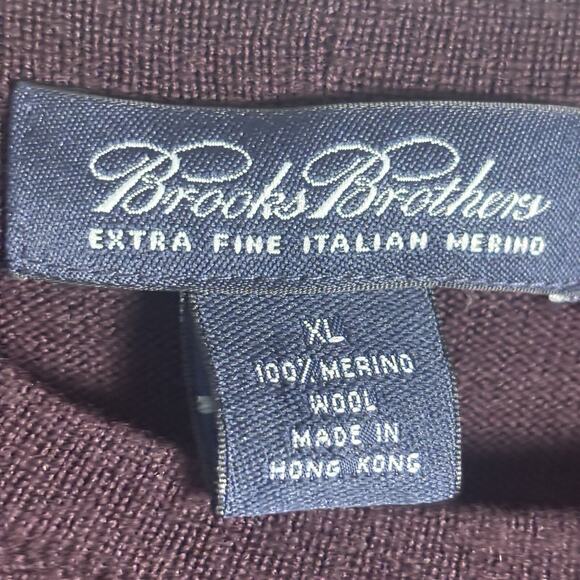 Brooks Brothers
EXTRA FINE ITALIAN MERINO
XL
100% MERINO
WOOL
MADE IN
HONG KONG